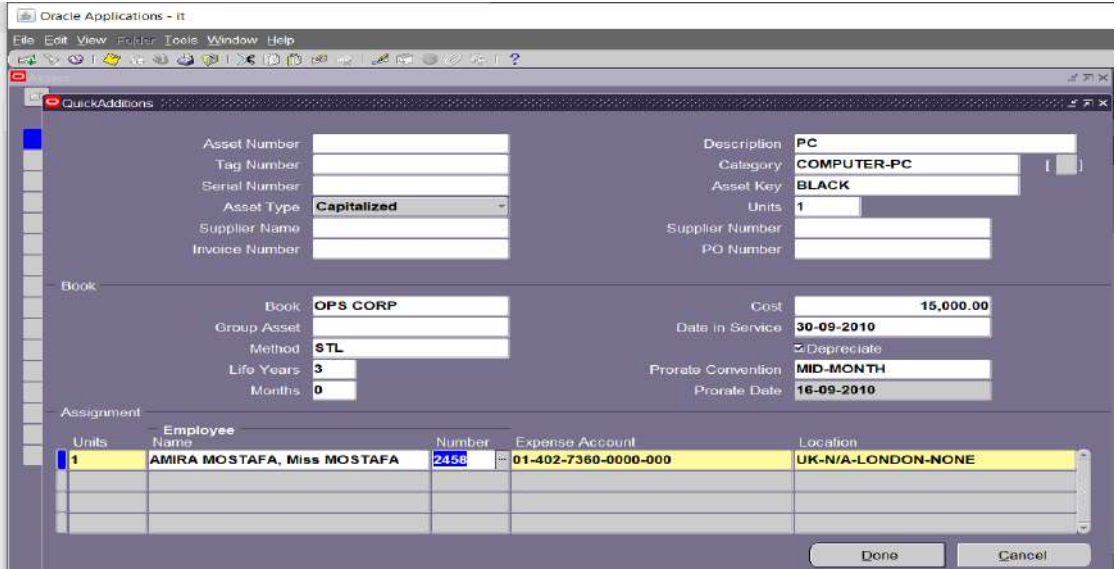 Oracle Applications - it
File Edit View Folder Tools Window Help
QuickAdditions
Asset Number
Description PC
Tag Number
Category COMPUTER-PC [ ]
Serial Number
Asset Key BLACK
Asset Type Capitalized
Units 1
Supplier Name
Supplier Number
Invoice Number
PO Number
Book
Book OPS CORP
Cost 15,000.00
Group Asset
Date in Service 30-09-2010
Method STL
Depreciate
Life Years 3
Prorate Convention MID-MONTH
Months 0
Prorate Date 16-09-2010
Assignment
Employee
Units Name Number Expense Account Location
1 AMIRA MOSTAFA, Miss MOSTAFA 2458 ... 01-402-7360-0000-000 UK-N/A-LONDON-NONE
Done Cancel